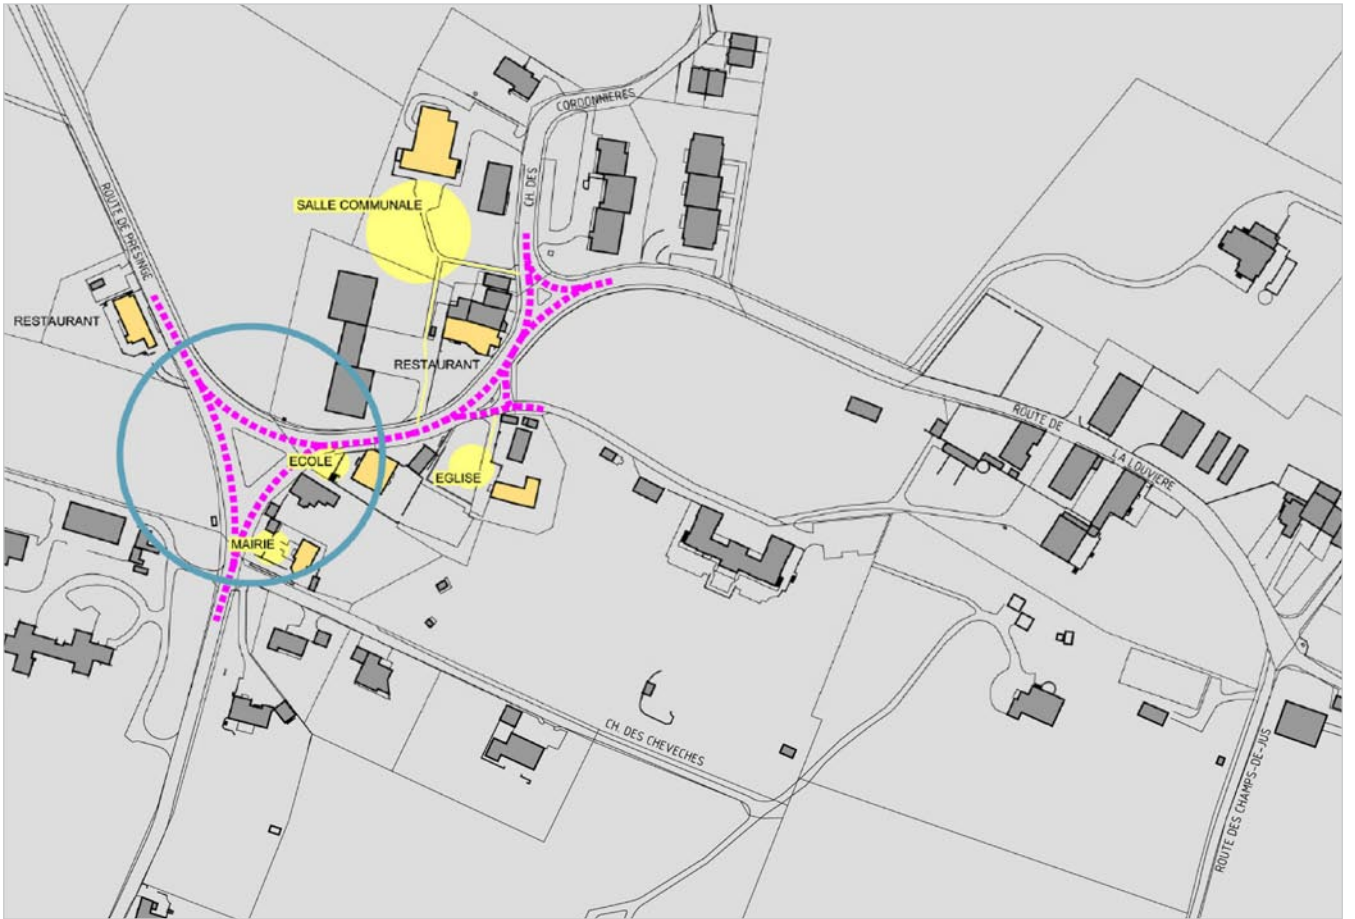 CORDONNIERES
CH. DES
ROUTE DE PRESINGE
SALLE COMMUNALE
RESTAURANT
RESTAURANT
ROUTE DE
LA LOUVIERE
ECOLE
EGLISE
MAIRIE
CH. DES CHEVECHES
ROUTE DES CHAMPS-DE-JUS